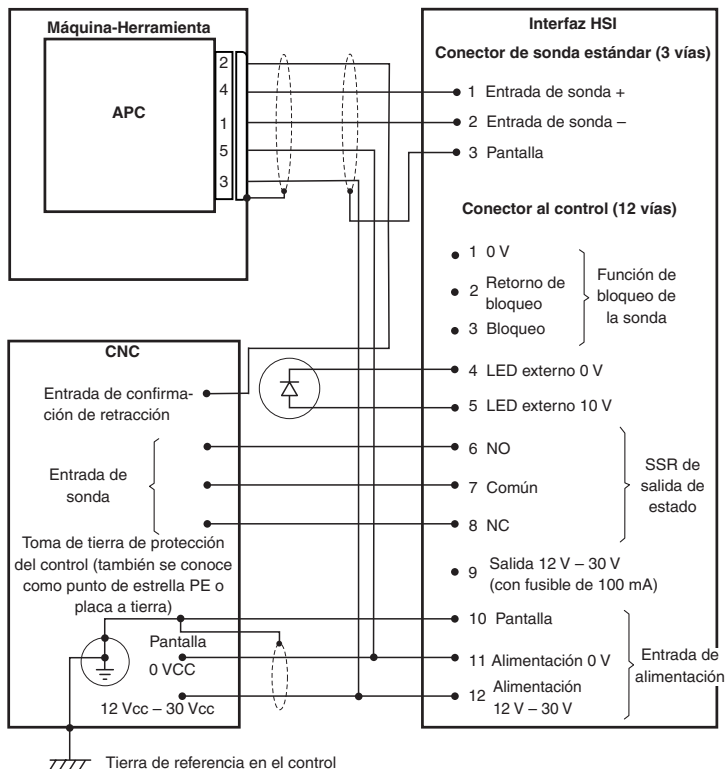 Máquina-Herramienta
APC
2
4
1
5
3
Interfaz HSI
Conector de sonda estándar (3 vías)
1 Entrada de sonda +
2 Entrada de sonda –
3 Pantalla
Conector al control (12 vías)
1 0 V
2 Retorno de
bloqueo
3 Bloqueo
Función de
bloqueo de
la sonda
4 LED externo 0 V
5 LED externo 10 V
6 NO
7 Común
8 NC
SSR de
salida de
estado
9 Salida 12 V – 30 V
(con fusible de 100 mA)
10 Pantalla
11 Alimentación 0 V
12 Alimentación
12 V – 30 V
Entrada de
alimentación
CNC
Entrada de confirma-
ción de retracción
Entrada de
sonda
Toma de tierra de protección
del control (también se conoce
como punto de estrella PE o
placa a tierra)
Pantalla
0 VCC
12 Vcc – 30 Vcc
Tierra de referencia en el control